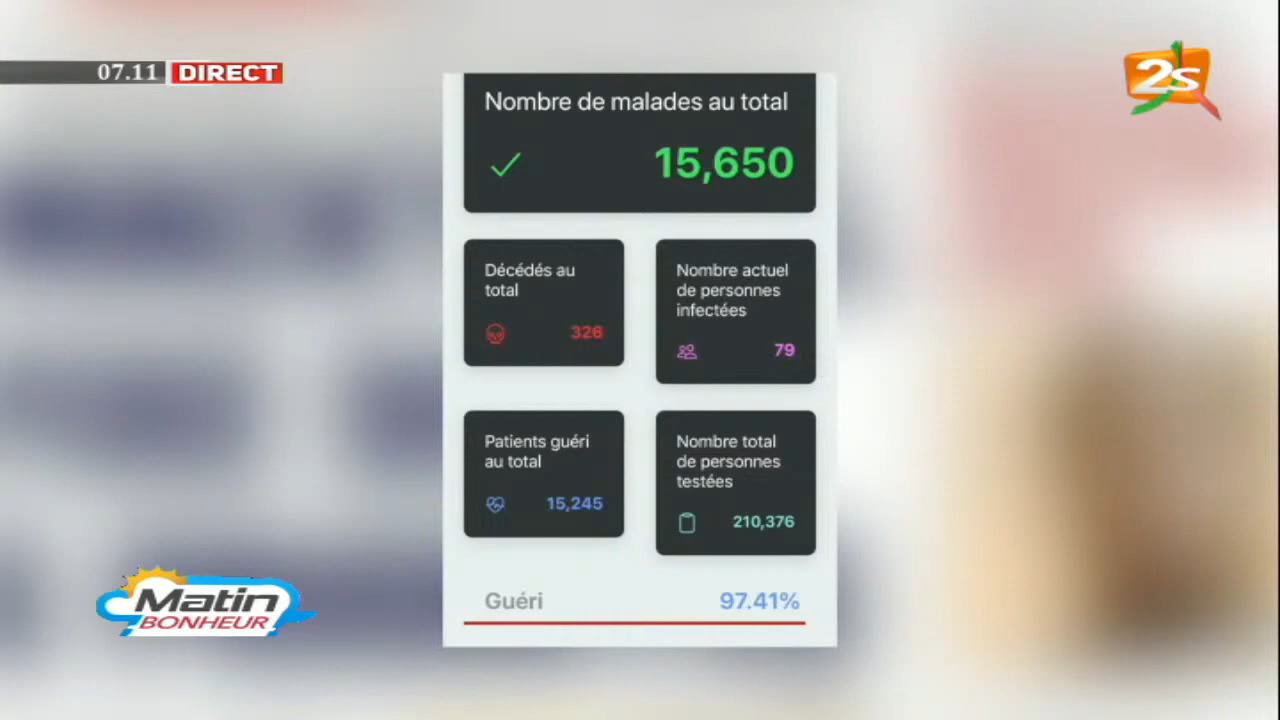 07.11 DIRECT
2s
Nombre de malades au total
15,650
Décédés au
total
326
Nombre actuel
de personnes
infectées
79
Patients guéri
au total
15,245
Nombre total
de personnes
testées
210,376
Guéri 97.41%
Matin
BONHEUR